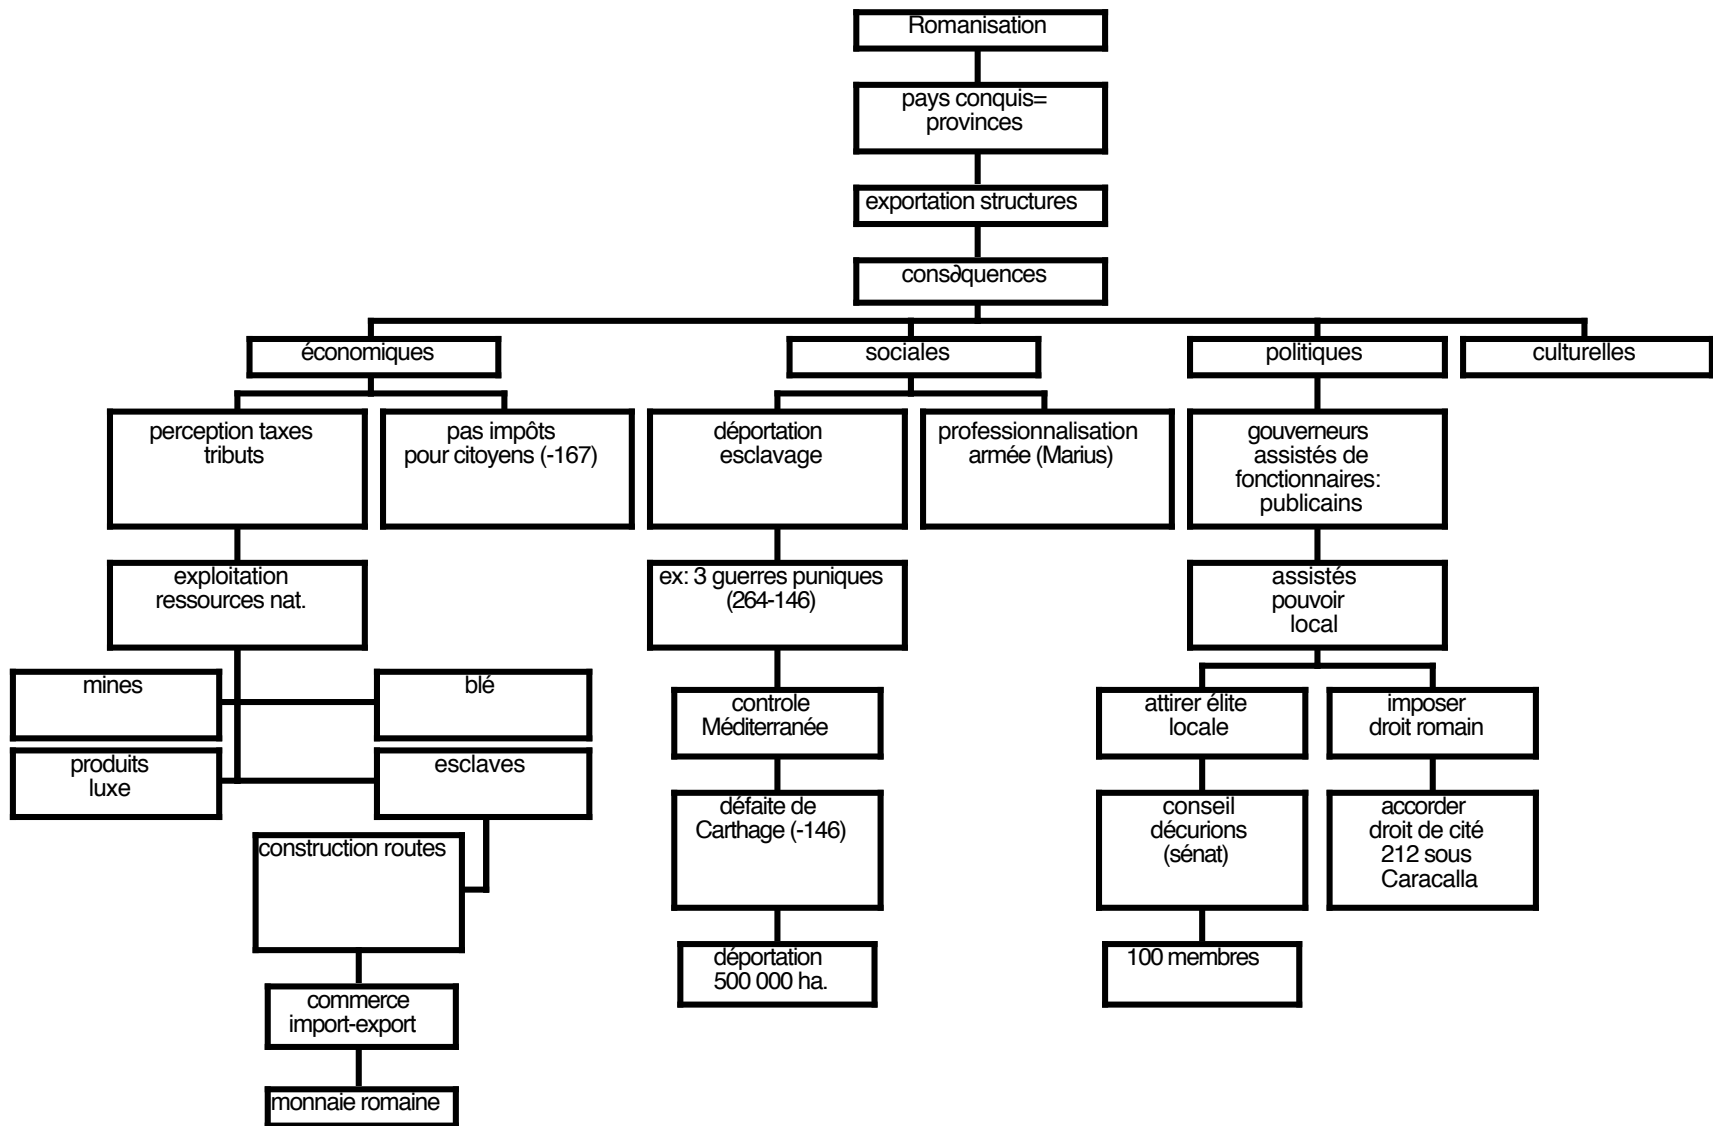 Romanisation
pays conquis=
provinces
exportation structures
cons∂quences
économiques
sociales
politiques
culturelles
perception taxes
tributs
pas impôts
pour citoyens (-167)
déportation
esclavage
professionnalisation
armée (Marius)
gouverneurs
assistés de
fonctionnaires:
publicains
exploitation
ressources nat.
ex: 3 guerres puniques
(264-146)
assistés
pouvoir
local
mines
blé
controle
Méditerranée
attirer élite
locale
imposer
droit romain
produits
luxe
esclaves
défaite de
Carthage (-146)
conseil
décurions
(sénat)
accorder
droit de cité
212 sous
Caracalla
construction routes
déportation
500 000 ha.
100 membres
commerce
import-export
monnaie romaine